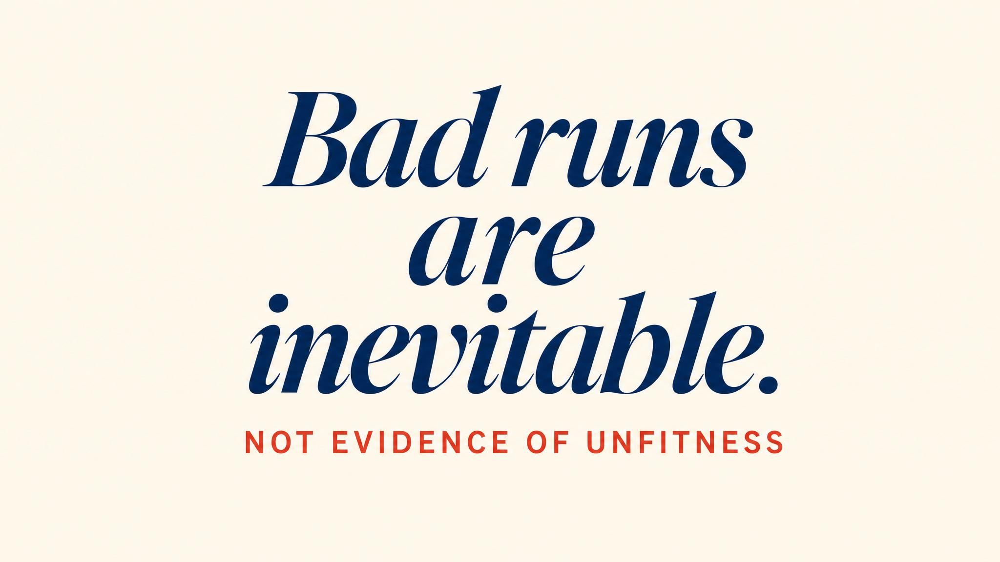 Bad runs
are
inevitable.
NOT EVIDENCE OF UNFITNESS